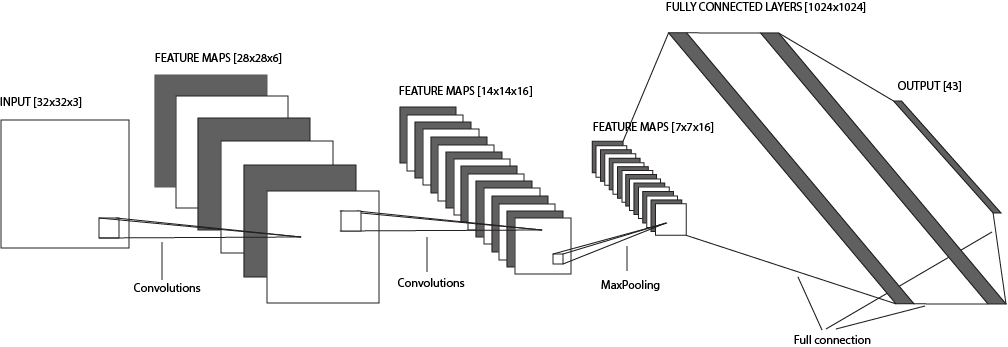 FULLY CONNECTED LAYERS [1024x1024]
FEATURE MAPS [28x28x6]
OUTPUT [43]
FEATURE MAPS [14x14x16]
INPUT [32x32x3]
FEATURE MAPS [7x7x16]
Convolutions
Convolutions
MaxPooling
Full connection